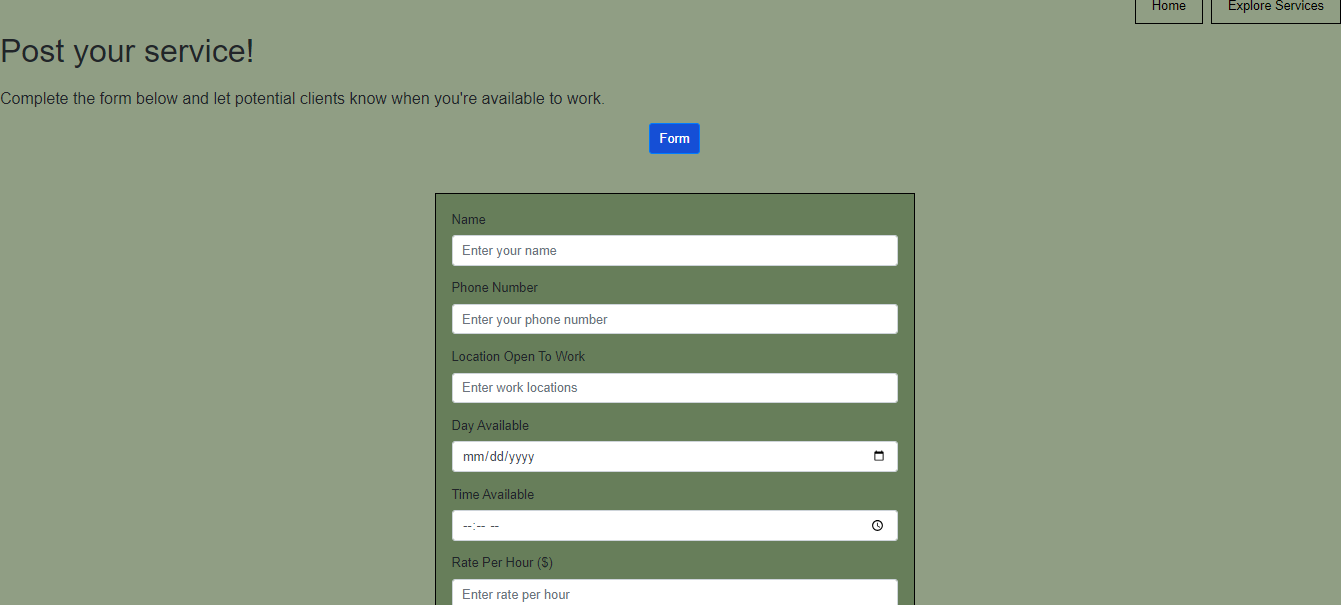 Home Explore Services
Post your service!
Complete the form below and let potential clients know when you're available to work.
Form
Name
Enter your name
Phone Number
Enter your phone number
Location Open To Work
Enter work locations
Day Available
mm/dd/yyyy
Time Available
--:-- --
Rate Per Hour ($)
Enter rate per hour